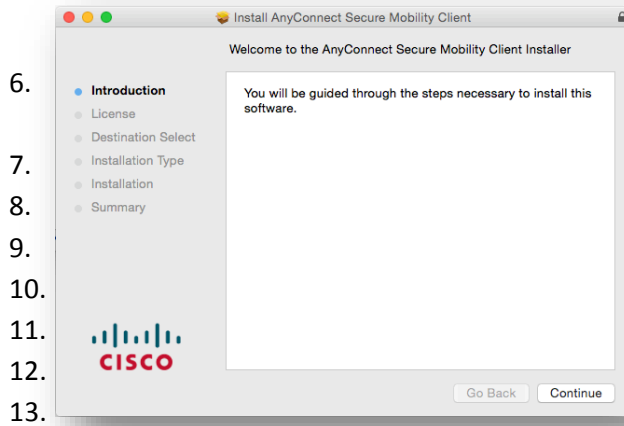 Install AnyConnect Secure Mobility Client
Welcome to the AnyConnect Secure Mobility Client Installer
6.
Introduction
You will be guided through the steps necessary to install this
software.
License
Destination Select
7.
Installation Type
Installation
8.
Summary
9.
10.
11.
CISCO
12.
Go Back
Continue
13.